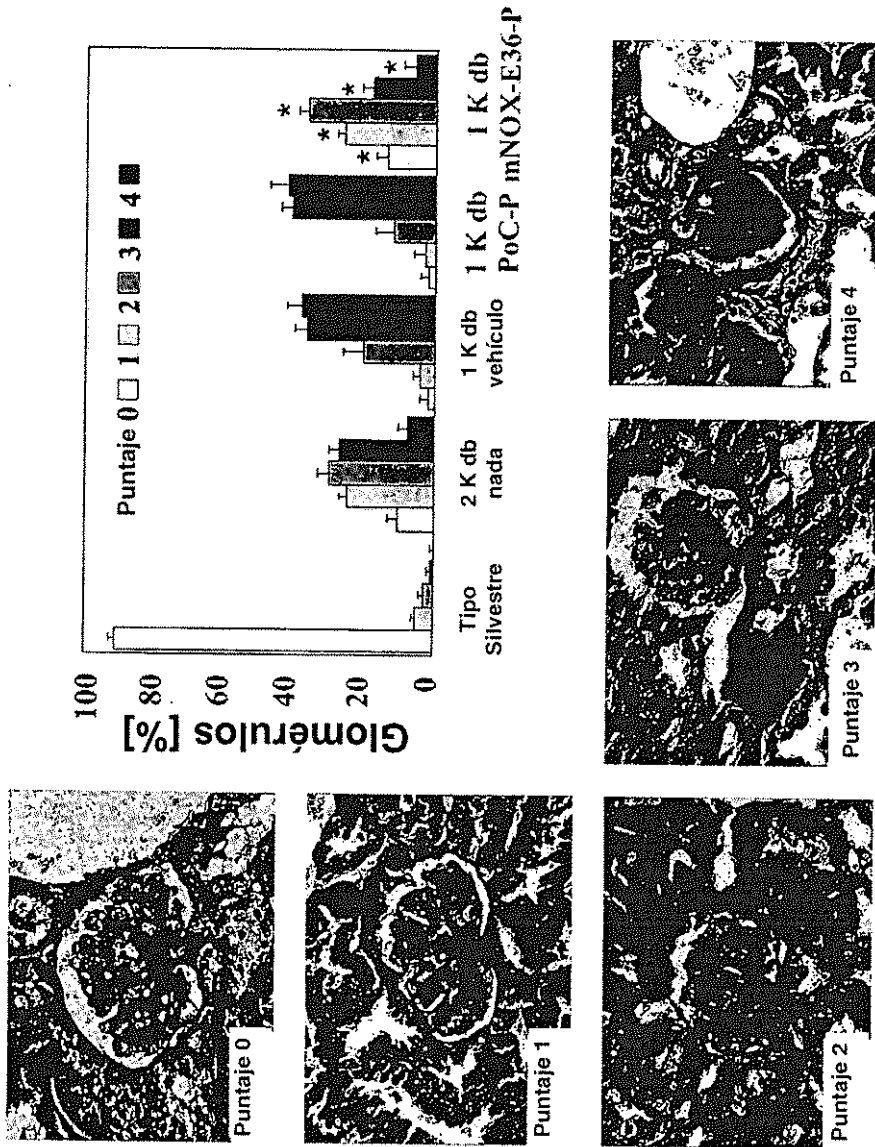 Puntaje 0
Puntaje 1
Puntaje 2
Puntaje 3
Puntaje 4
Glomérulos [%]
100
80
60
40
20
0
Puntaje 0 1 2 3 4
* * * * *
Tipo
Silvestre
2 K db
nada
1 K db
vehículo
1 K db
PoC-P
1 K db
mNOX-E36-P